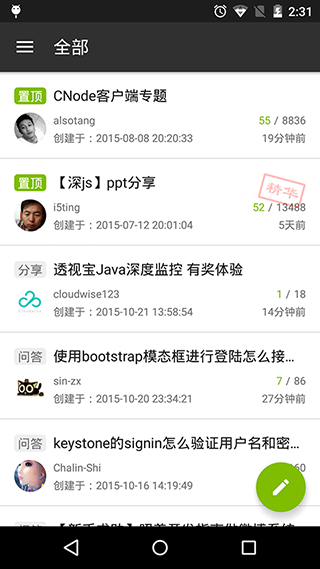 2:31
全部
置顶 CNode客户端专题
alsotang 55 / 8836
创建于：2015-08-08 20:20:33 19分钟前
置顶 【深js】ppt分享
精华
i5ting 52 / 13488
创建于：2015-07-12 20:01:04 5天前
分享 透视宝Java深度监控 有奖体验
cloudwise123 1 / 18
创建于：2015-10-21 13:58:54 14分钟前
问答 使用bootstrap模态框进行登陆怎么接...
sin-zx 7 / 86
创建于：2015-10-20 23:34:21 27分钟前
问答 keystone的signin怎么验证用户名和密...
Chalin-Shi 60
创建于：2015-10-16 14:19:49